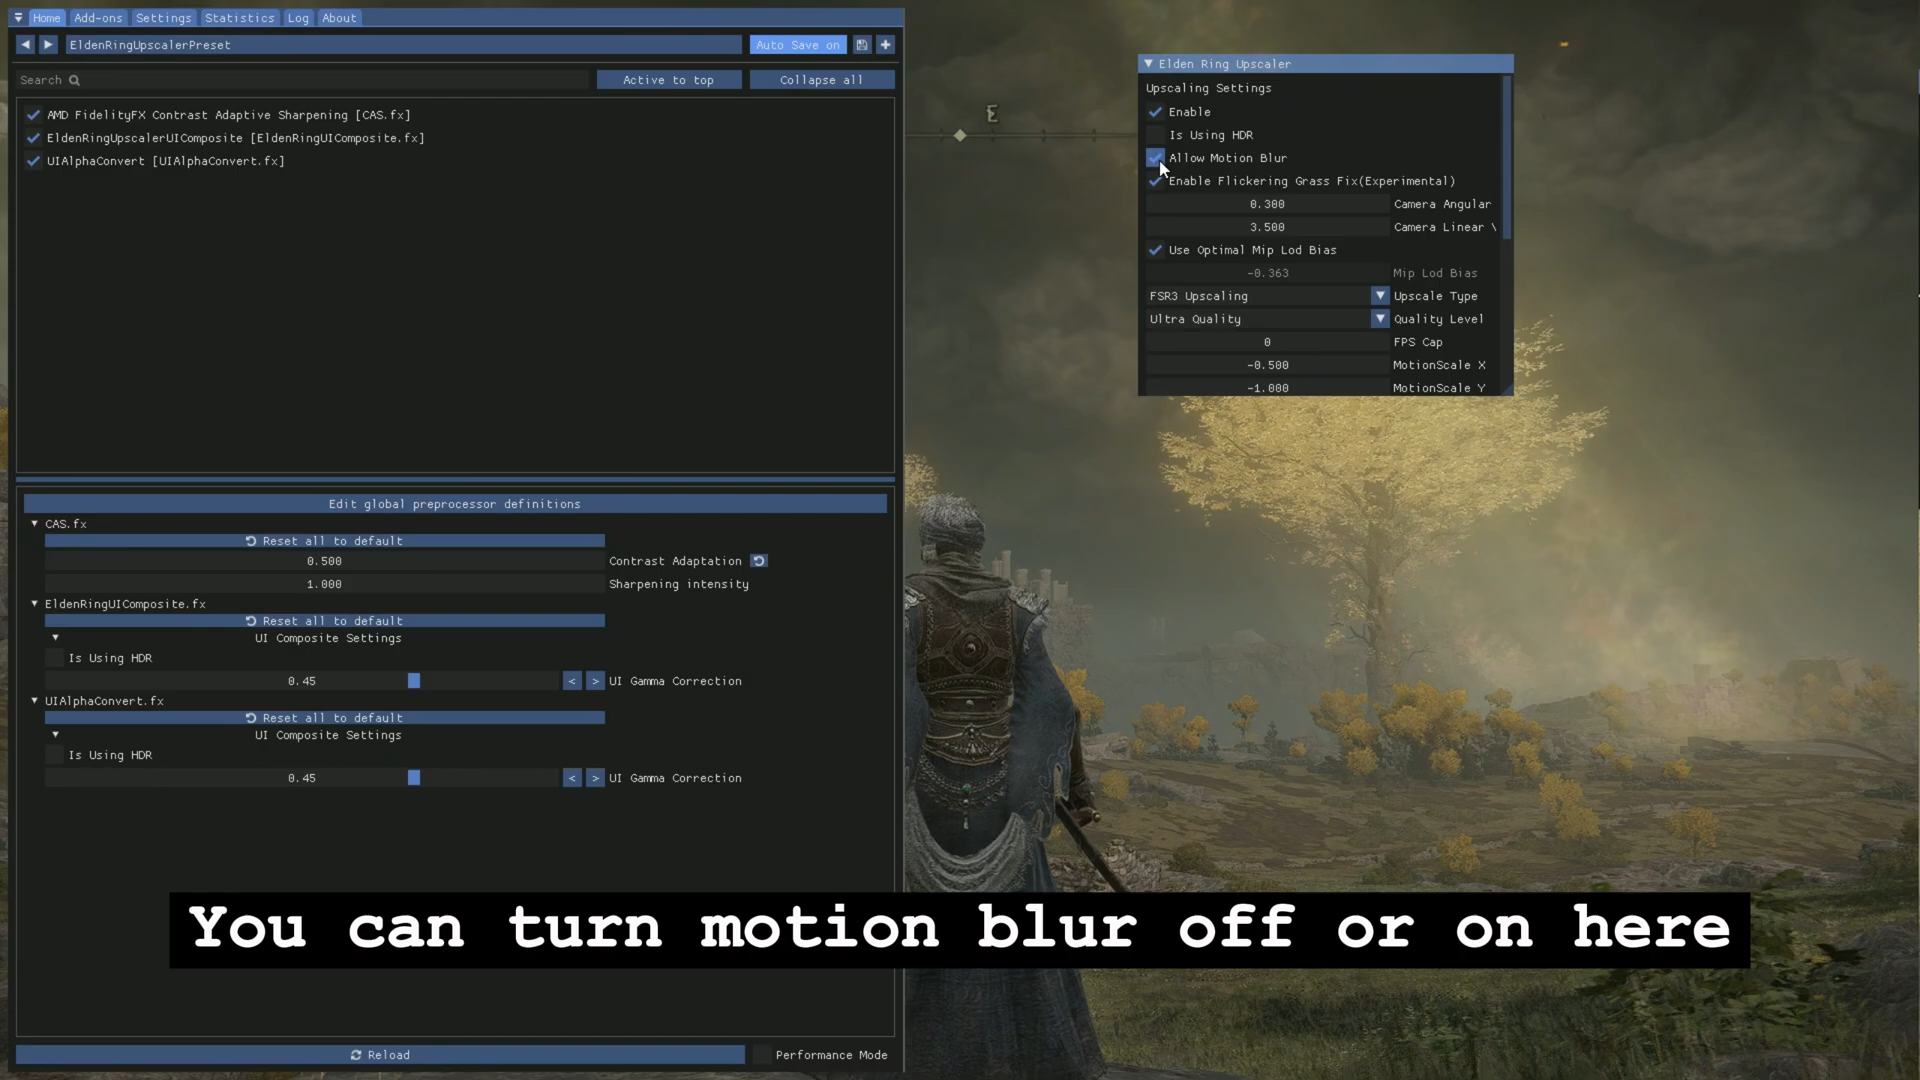 Home Add-ons Settings Statistics Log About
EldenRingUpscalerPreset Auto Save on
Search Active to top Collapse all
AMD FidelityFX Contrast Adaptive Sharpening [CAS.fx]
EldenRingUpscalerUIComposite [EldenRingUIComposite.fx]
UIAlphaConvert [UIAlphaConvert.fx]
Edit global preprocessor definitions
CAS.fx
Reset all to default
0.500 Contrast Adaptation
1.000 Sharpening intensity
EldenRingUIComposite.fx
Reset all to default
UI Composite Settings
Is Using HDR
0.45 < > UI Gamma Correction
UIAlphaConvert.fx
Reset all to default
UI Composite Settings
Is Using HDR
0.45 < > UI Gamma Correction
Reload Performance Mode
E
Elden Ring Upscaler
Upscaling Settings
Enable
Is Using HDR
Allow Motion Blur
Enable Flickering Grass Fix(Experimental)
0.300 Camera Angular
3.500 Camera Linear
Use Optimal Mip Lod Bias
-0.363 Mip Lod Bias
FSR3 Upscaling Upscale Type
Ultra Quality Quality Level
0 FPS Cap
-0.500 MotionScale X
-1.000 MotionScale Y
You can turn motion blur off or on here